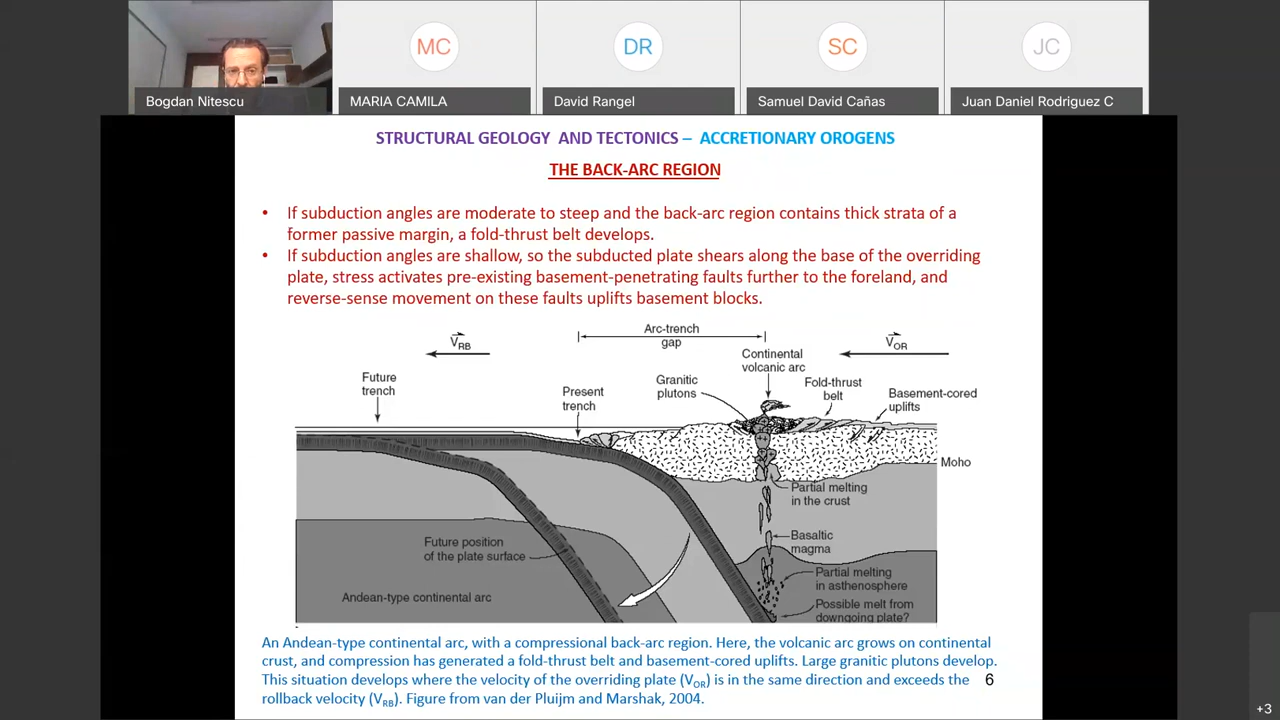 MC
DR
SC
JC
Bogdan Nitescu
MARIA CAMILA
David Rangel
Samuel David Cañas
Juan Daniel Rodriguez C
STRUCTURAL GEOLOGY AND TECTONICS – ACCRETIONARY OROGENS
THE BACK-ARC REGION
• If subduction angles are moderate to steep and the back-arc region contains thick strata of a
former passive margin, a fold-thrust belt develops.
• If subduction angles are shallow, so the subducted plate shears along the base of the overriding
plate, stress activates pre-existing basement-penetrating faults further to the foreland, and
reverse-sense movement on these faults uplifts basement blocks.
VRB
Arc-trench
gap
VOR
Future
trench
Present
trench
Granitic
plutons
Continental
volcanic arc
Fold-thrust
belt
Basement-cored
uplifts
Moho
Partial melting
in the crust
Basaltic
magma
Future position
of the plate surface
Partial melting
in asthenosphere
Andean-type continental arc
Possible melt from
downgoing plate?
An Andean-type continental arc, with a compressional back-arc region. Here, the volcanic arc grows on continental
crust, and compression has generated a fold-thrust belt and basement-cored uplifts. Large granitic plutons develop.
This situation develops where the velocity of the overriding plate (VOR) is in the same direction and exceeds the
rollback velocity (VRB). Figure from van der Pluijm and Marshak, 2004.
6
+3